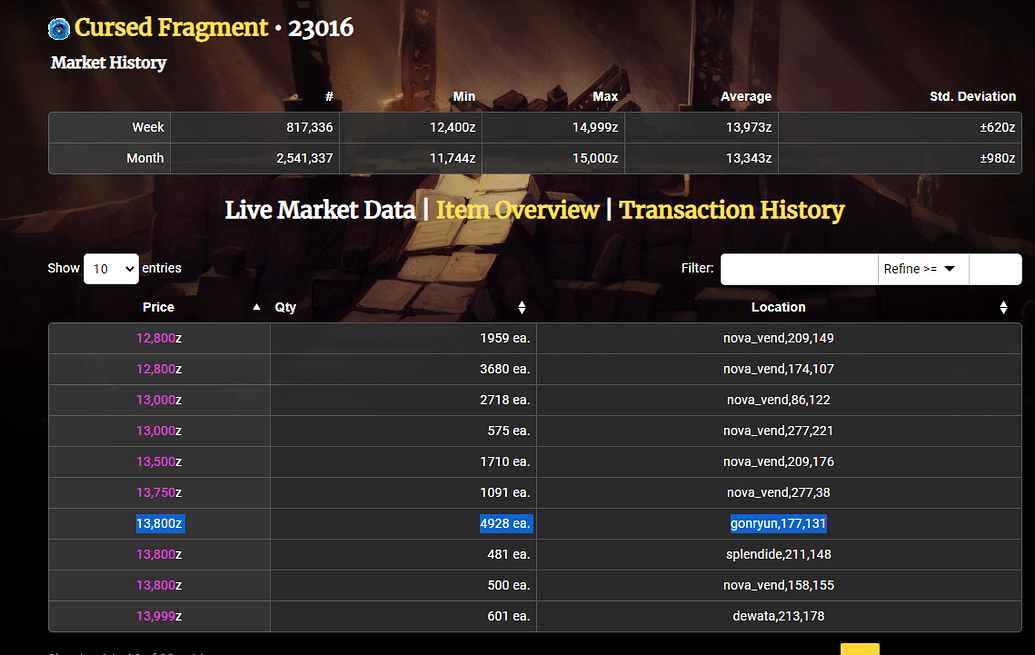 Cursed Fragment • 23016
Market History
# Min Max Average Std. Deviation
Week 817,336 12,400z 14,999z 13,973z ±620z
Month 2,541,337 11,744z 15,000z 13,343z ±980z
Live Market Data | Item Overview | Transaction History
Show 10 entries Filter: Refine >=
Price Qty Location
12,800z 1959 ea. nova_vend,209,149
12,800z 3680 ea. nova_vend,174,107
13,000z 2718 ea. nova_vend,86,122
13,000z 575 ea. nova_vend,277,221
13,500z 1710 ea. nova_vend,209,176
13,750z 1091 ea. nova_vend,277,38
13,800z 4928 ea. gonryun,177,131
13,800z 481 ea. splendide,211,148
13,800z 500 ea. nova_vend,158,155
13,999z 601 ea. dewata,213,178